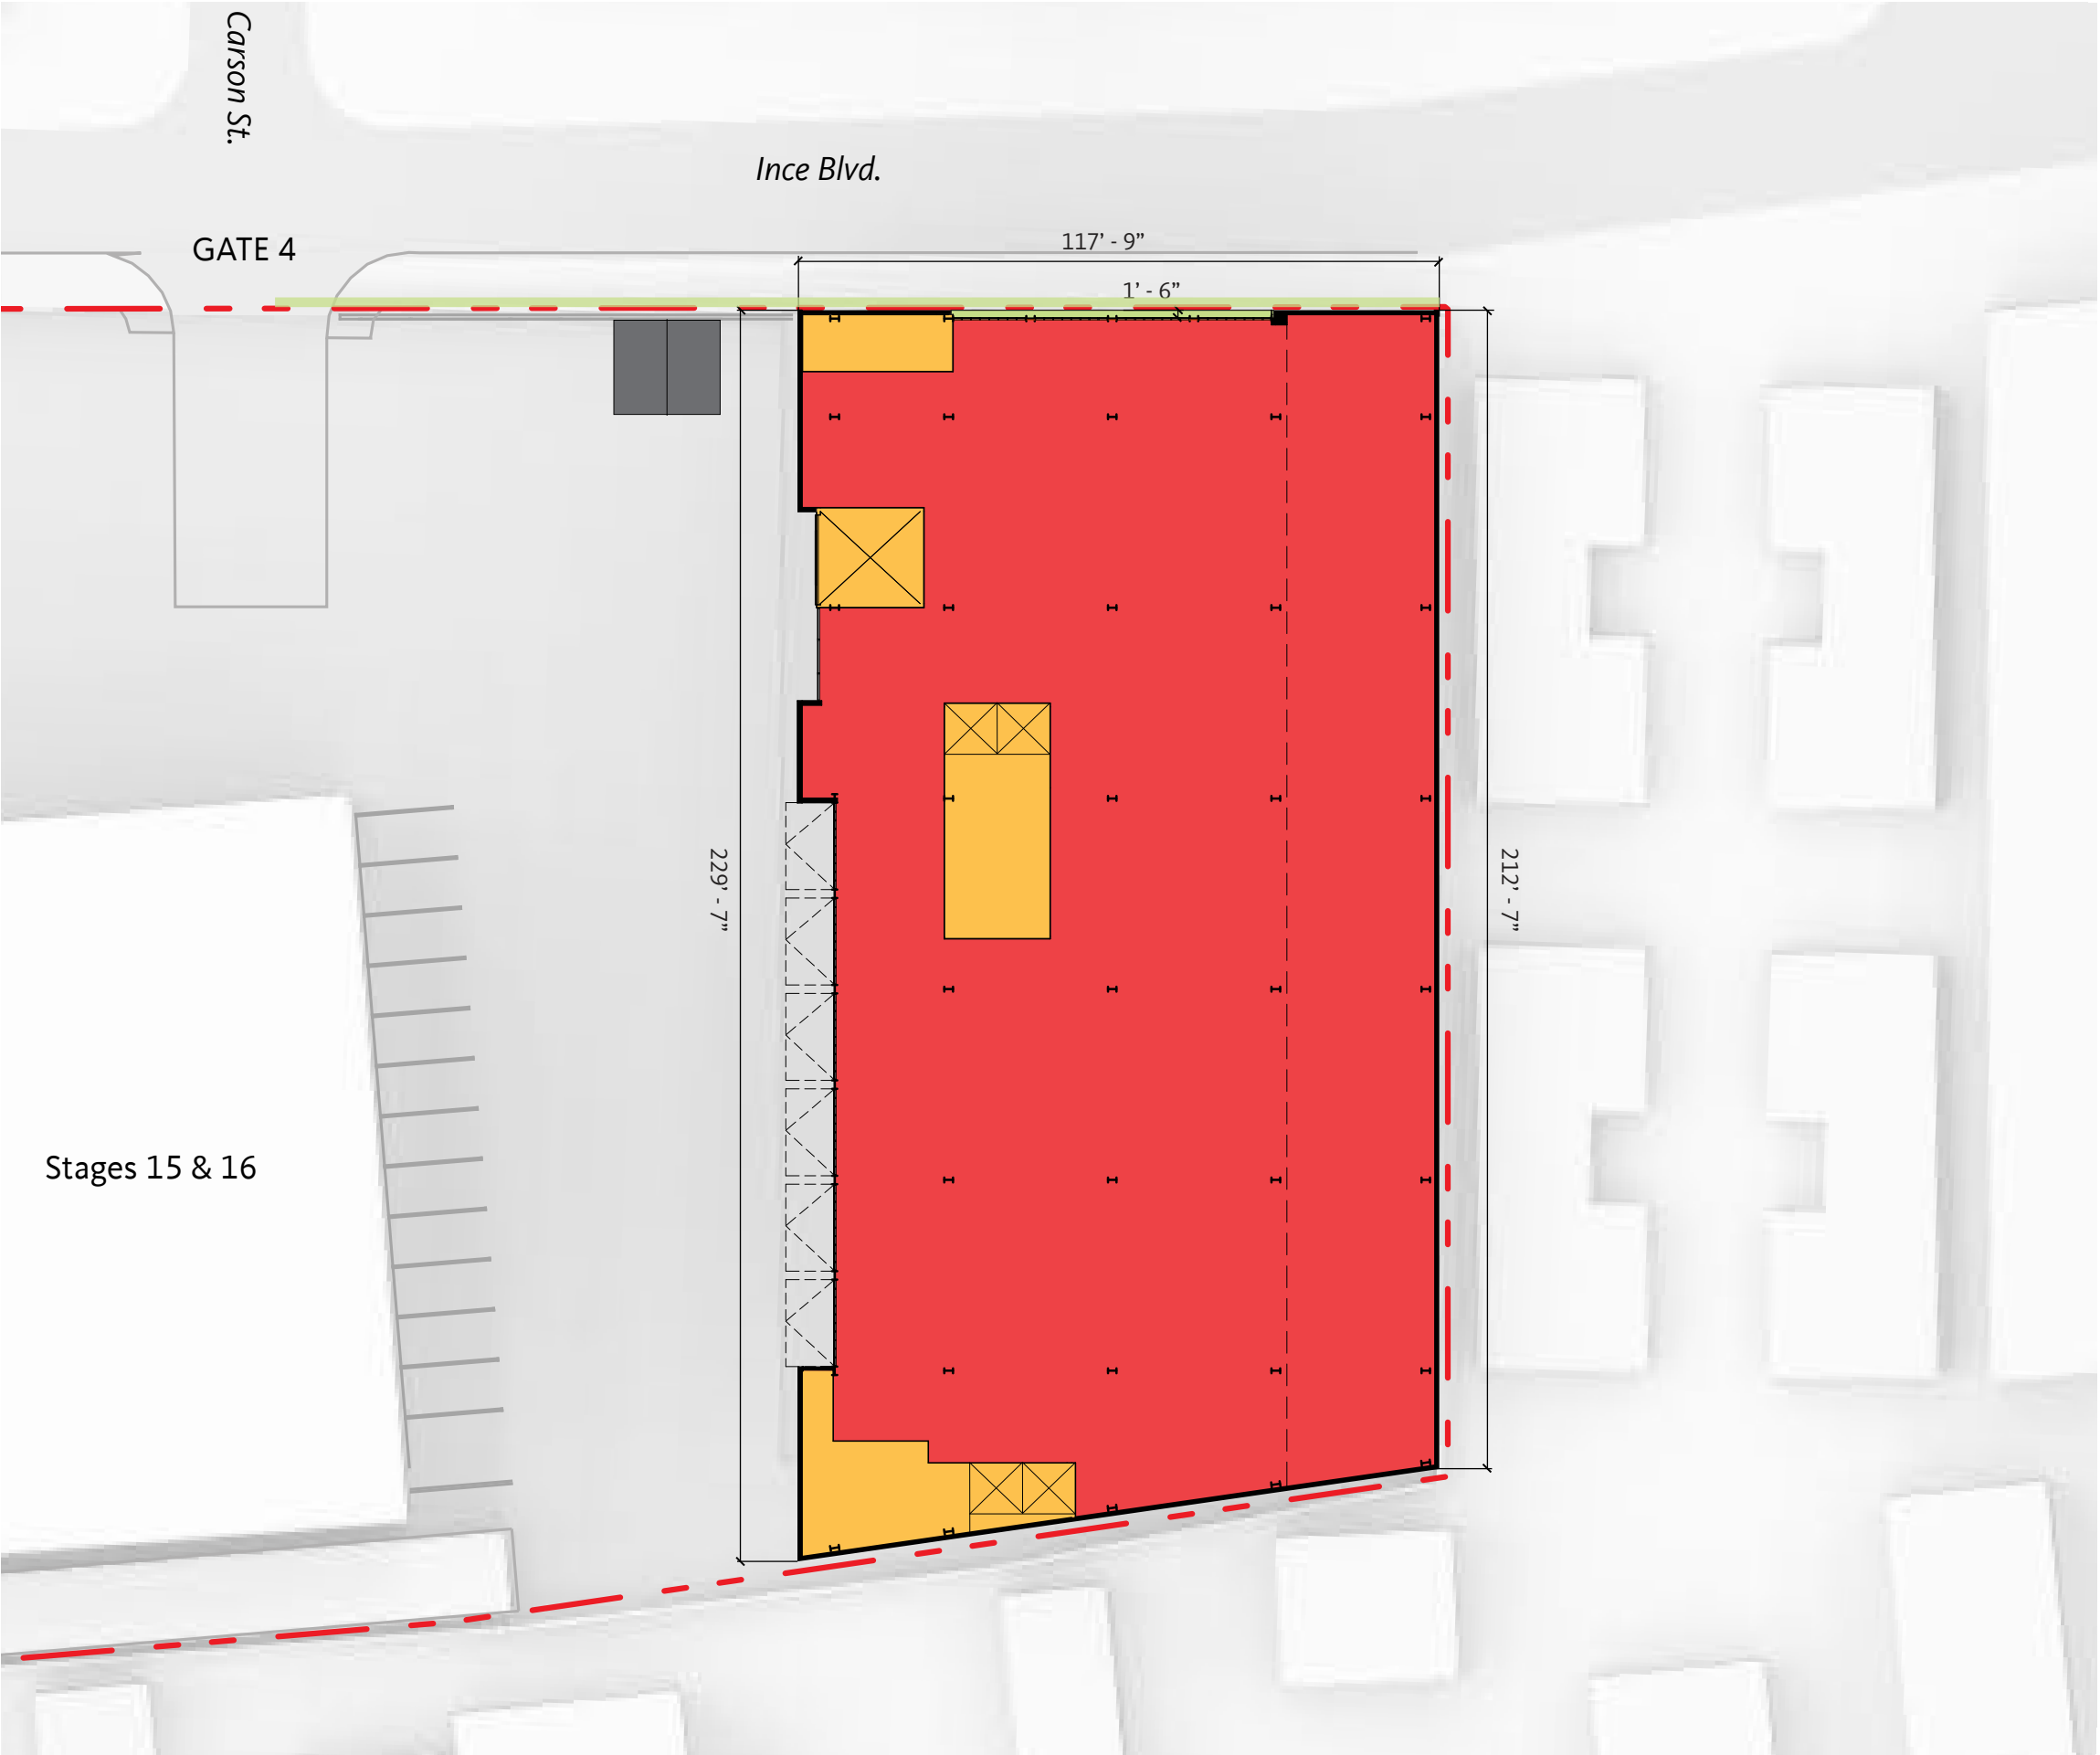 Carson St.
Ince Blvd.
GATE 4
117’ - 9”
1’ - 6”
229’ - 7”
212’ - 7”
Stages 15 & 16